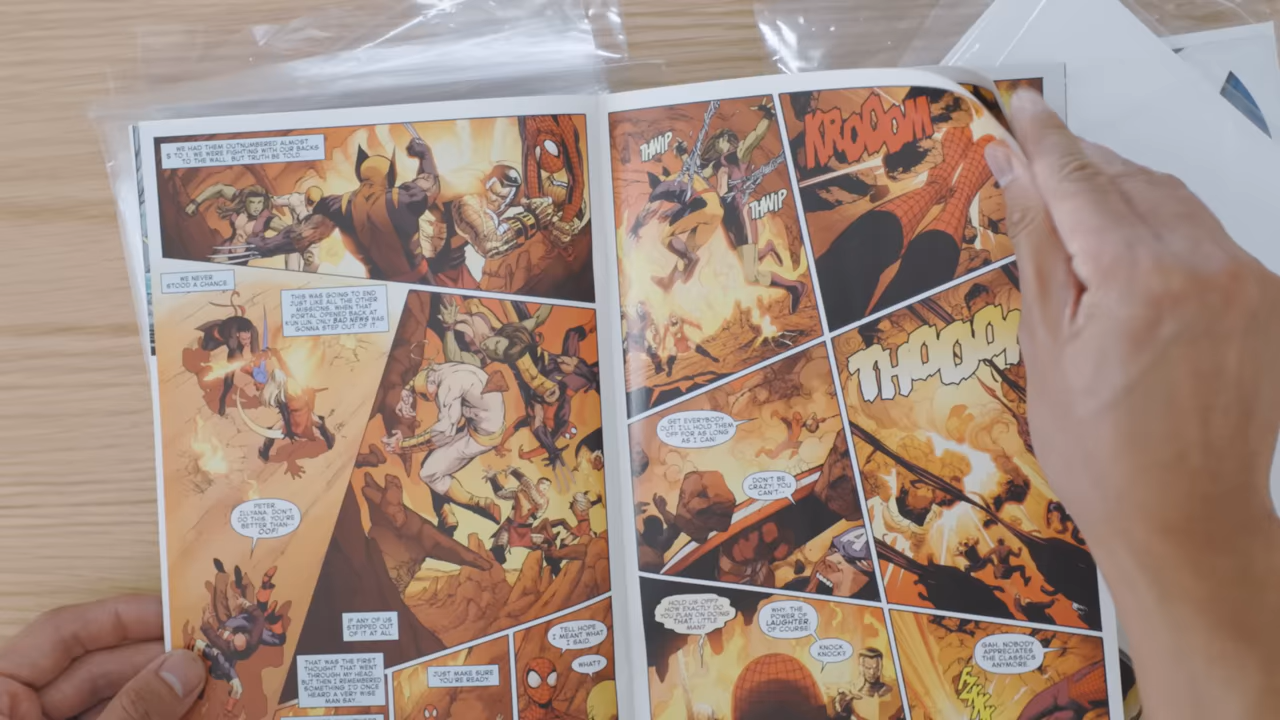 WE HAD THEM OUTNUMBERED ALMOST
5 TO 1. WE WERE FIGHTING WITH OUR BACKS
TO THE WALL. BUT TRUTH BE TOLD...
WE NEVER
STOOD A CHANCE.
THIS WAS GOING TO END
JUST LIKE ALL THE OTHER
MISSIONS. WHEN THAT
PORTAL OPENED BACK AT
K'UN LUN, ONLY BAD NEWS WAS
GONNA STEP OUT OF IT.
PETER,
ILLYANA, DON'T
DO THIS. YOU'RE
BETTER THAN--
OOF!
IF ANY OF US
STEPPED OUT
OF IT AT ALL.
THAT WAS THE FIRST
THOUGHT THAT WENT
THROUGH MY HEAD.
BUT THEN I REMEMBERED
SOMETHING I'D ONCE
HEARD A VERY WISE
MAN SAY...
JUST MAKE SURE
YOU'RE READY.
TELL HOPE
I MEANT WHAT
I SAID.
WHAT?
THWIP
THWIP
KROOOM
GET EVERYBODY
OUT! I'LL HOLD THEM
OFF FOR AS LONG
AS I CAN!
DON'T BE
CRAZY! YOU
CAN'T--
THOOOM
HOLD US OFF?
HOW EXACTLY DO
YOU PLAN ON DOING
THAT, LITTLE
MAN?
WHY, THE
POWER OF
LAUGHTER,
OF COURSE!
KNOCK
KNOCK?
GAH. NOBODY
APPRECIATES
THE CLASSICS
ANYMORE.